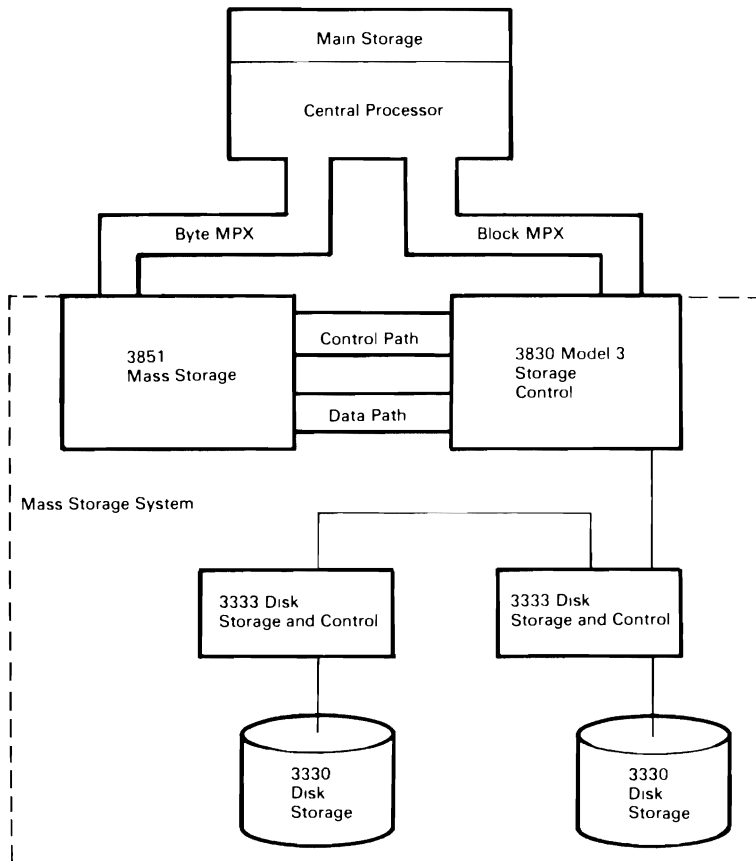 Main Storage
Central Processor
Byte MPX
Block MPX
3851
Mass Storage
Control Path
Data Path
3830 Model 3
Storage
Control
Mass Storage System
3333 Disk
Storage and Control
3333 Disk
Storage and Control
3330
Disk
Storage
3330
Disk
Storage